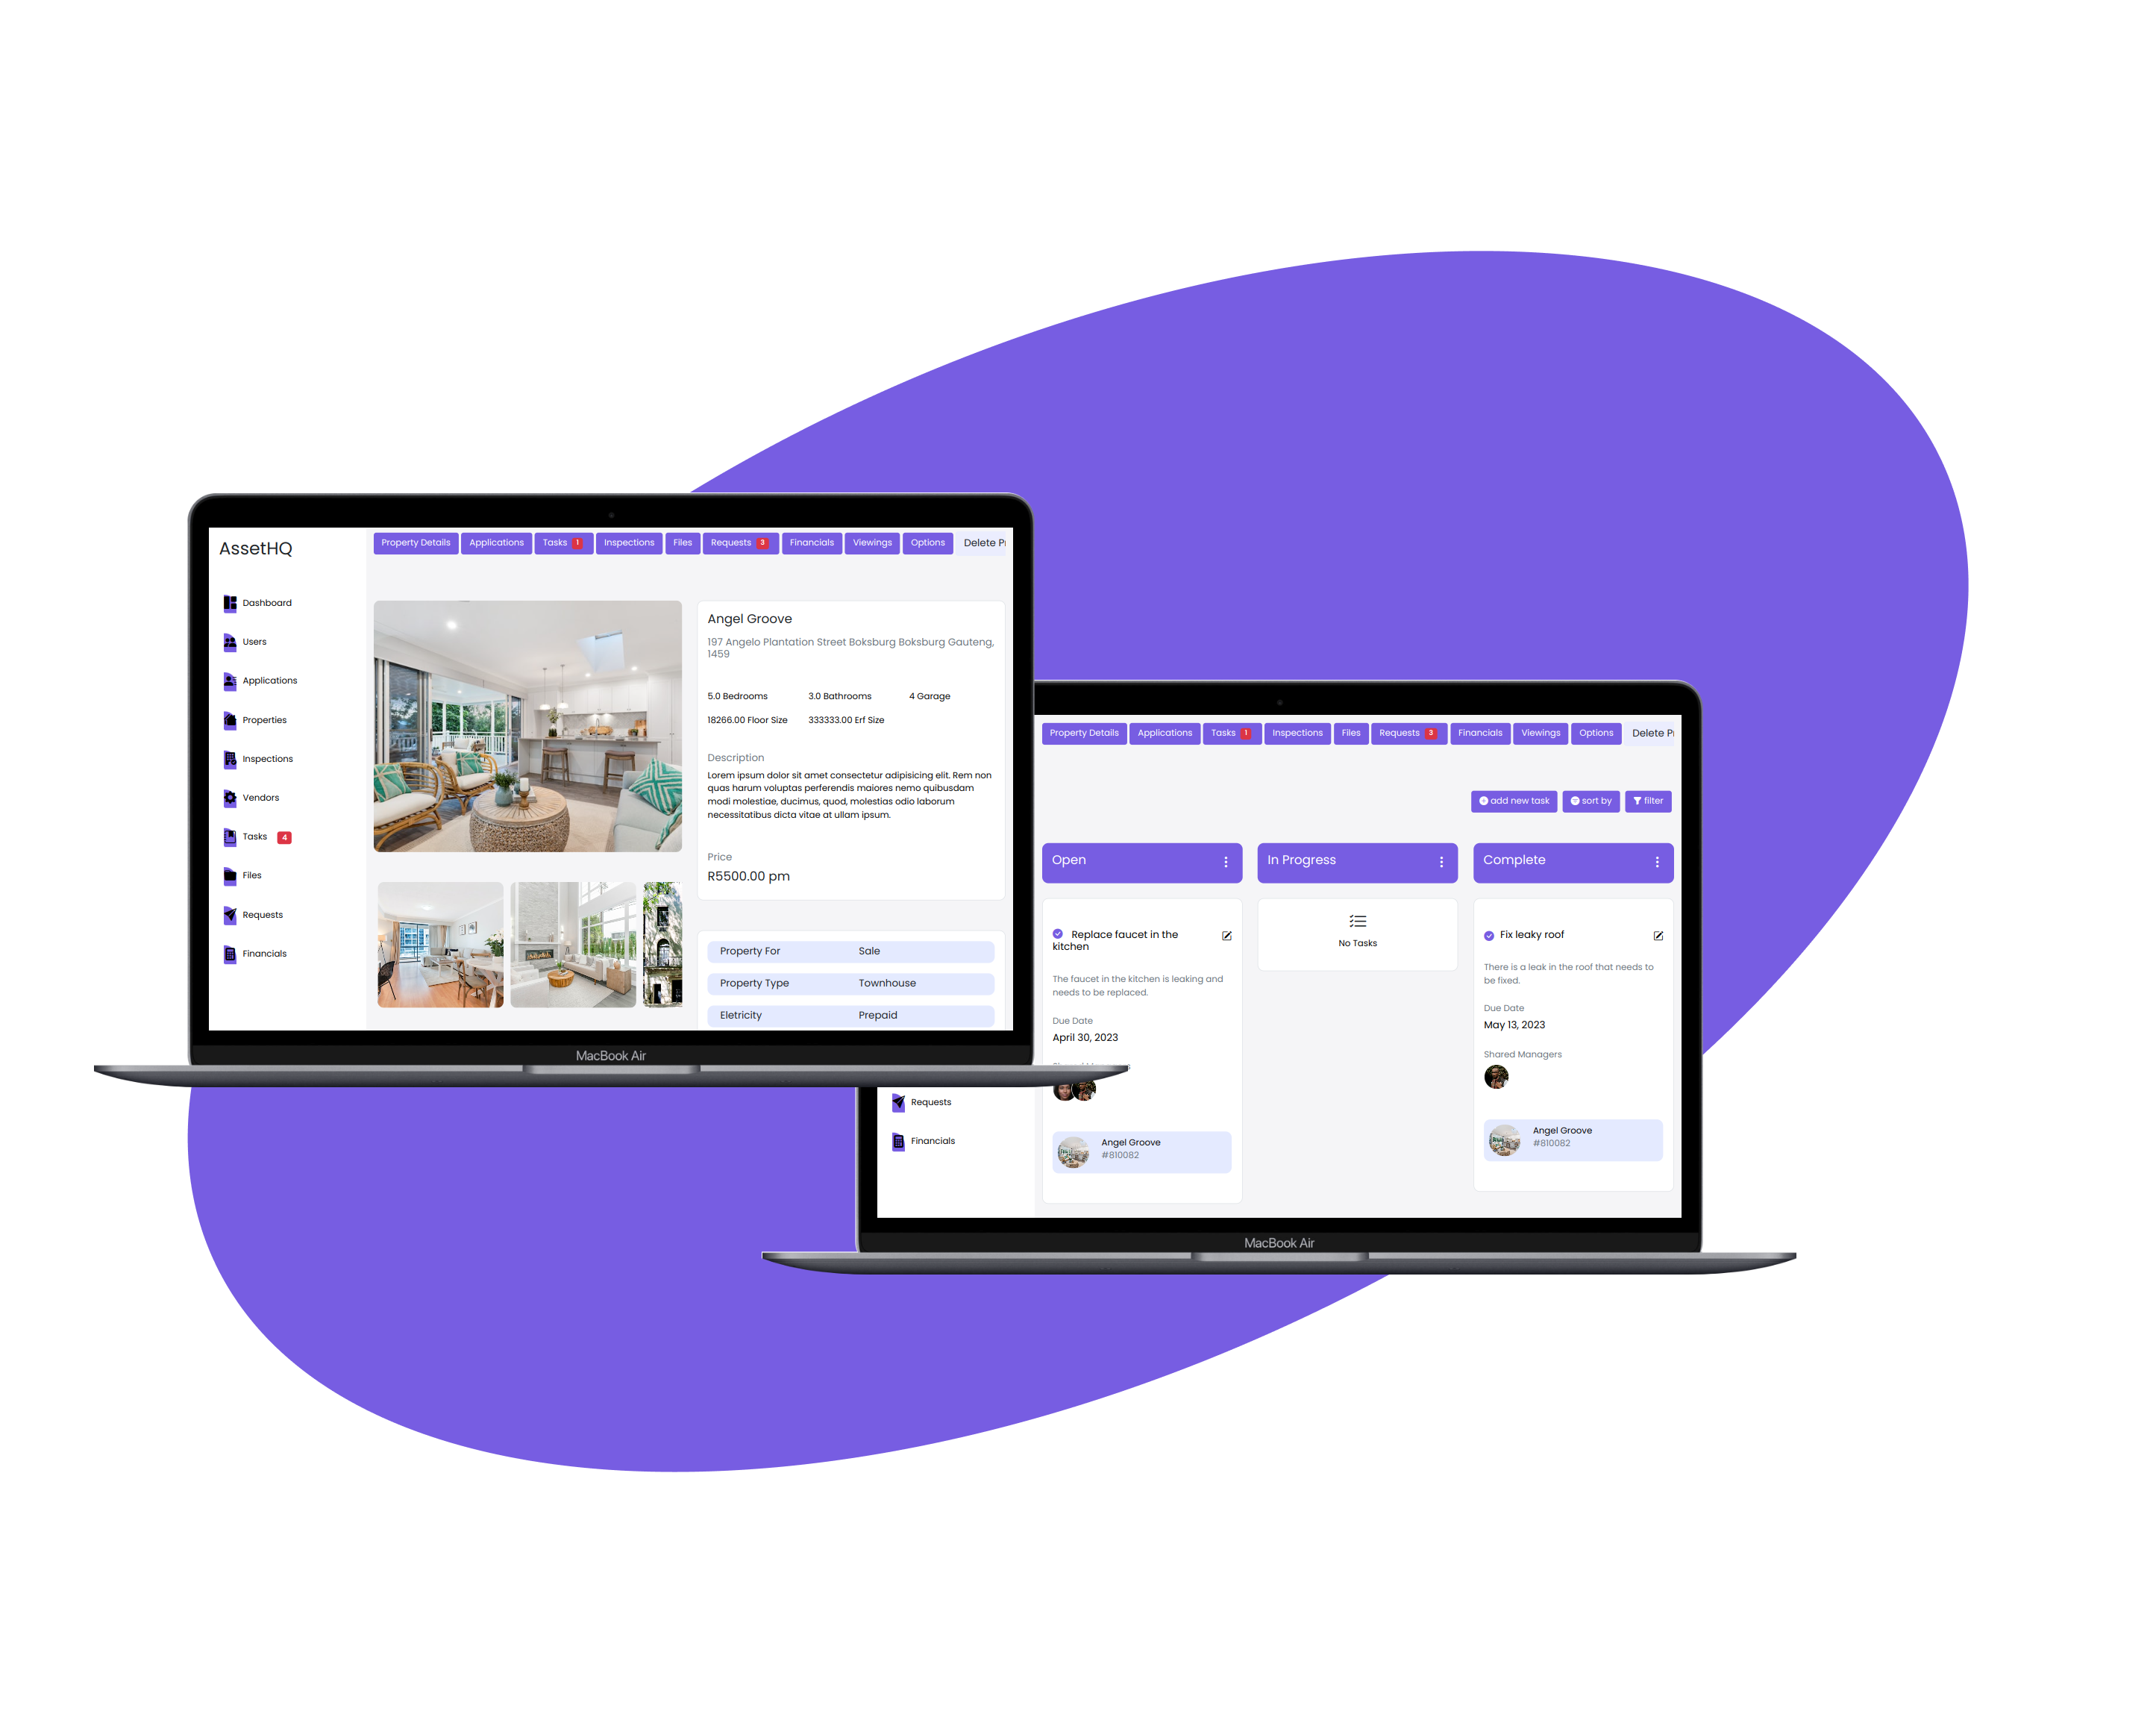 AssetHQ
Dashboard
Users
Applications
Properties
Inspections
Vendors
Tasks 4
Files
Requests
Financials
Property Details Applications Tasks 1 Inspections Files Requests 3 Financials Viewings Options Delete Pr
Angel Groove
197 Angelo Plantation Street Boksburg Boksburg Gauteng,
1459
5.0 Bedrooms 3.0 Bathrooms 4 Garage
18266.00 Floor Size 333333.00 Erf Size
Description
Lorem ipsum dolor sit amet consectetur adipisicing elit. Rem non
quas harum voluptas perferendis maiores nemo quibusdam
modi molestiae, ducimus, quod, molestias odio laborum
necessitatibus dicta vitae at ullam ipsum.
Price
R5500.00 pm
Property For Sale
Property Type Townhouse
Eletricity Prepaid
MacBook Air
Property Details Applications Tasks 1 Inspections Files Requests 3 Financials Viewings Options Delete Pr
add new task sort by filter
Open
Replace faucet in the
kitchen
The faucet in the kitchen is leaking and
needs to be replaced.
Due Date
April 30, 2023
Angel Groove
#810082
In Progress
No Tasks
Complete
Fix leaky roof
There is a leak in the roof that needs to
be fixed.
Due Date
May 13, 2023
Shared Managers
Angel Groove
#810082
Requests
Financials
MacBook Air